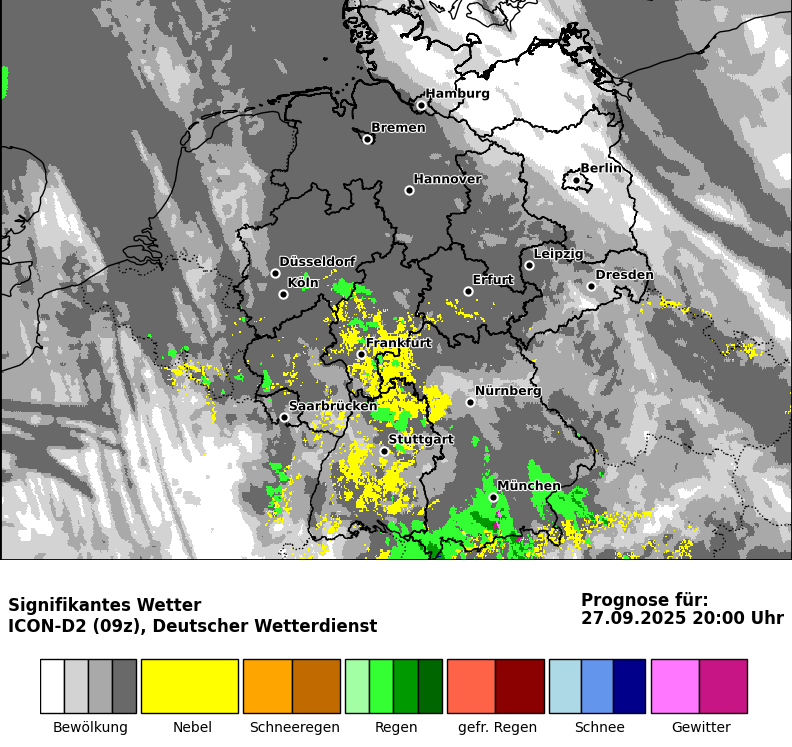 Hamburg
Bremen
Berlin
Hannover
Leipzig
Düsseldorf
Dresden
Köln
Erfurt
Frankfurt
Nürnberg
Saarbrücken
Stuttgart
München
Signifikantes Wetter
ICON-D2 (09z), Deutscher Wetterdienst
Prognose für:
27.09.2025 20:00 Uhr
Bewölkung
Nebel
Schneeregen
Regen
gefr. Regen
Schnee
Gewitter